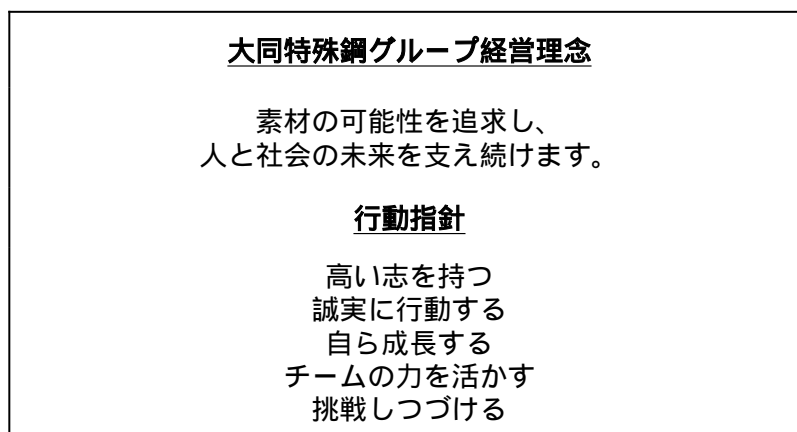 大同特殊鋼グループ経営理念
素材の可能性を追求し、
人と社会の未来を支え続けます。
行動指針
高い志を持つ
誠実に行動する
自ら成長する
チームの力を活かす
挑戦しつづける